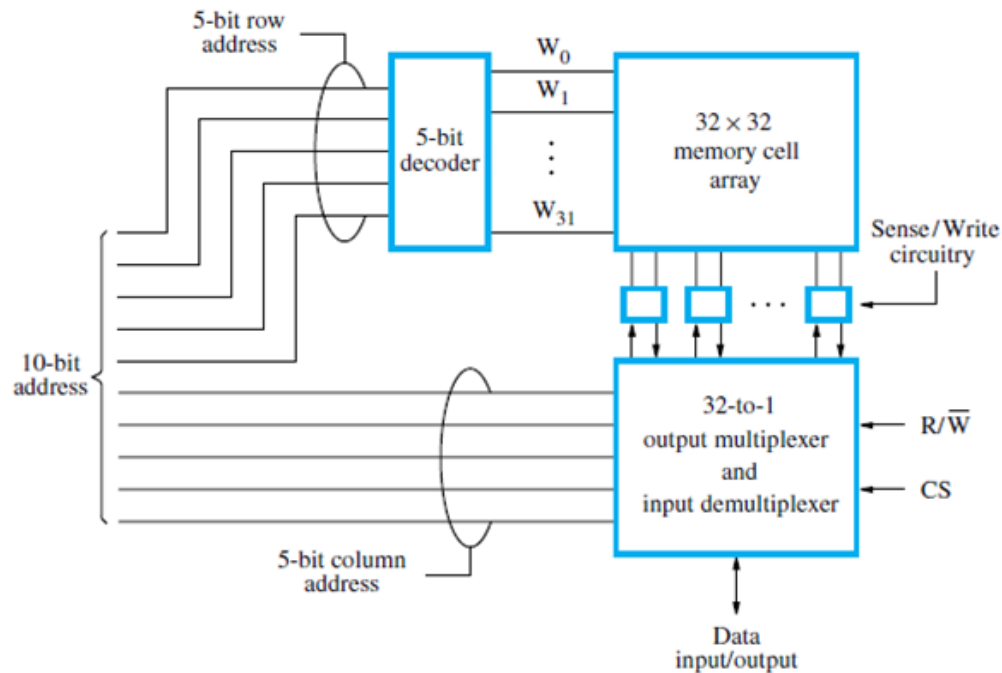 5-bit row
address
W0
W1
5-bit
decoder
W31
32 × 32
memory cell
array
Sense/Write
circuitry
10-bit
address
32-to-1
output multiplexer
and
input demultiplexer
R/W̅
CS
5-bit column
address
Data
input/output